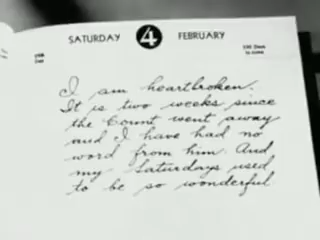 SATURDAY 4 FEBRUARY
I am heartbroken.
It is two weeks since
the Count went away
and I have had no
word from him. And
my Saturdays used
to be so wonderful